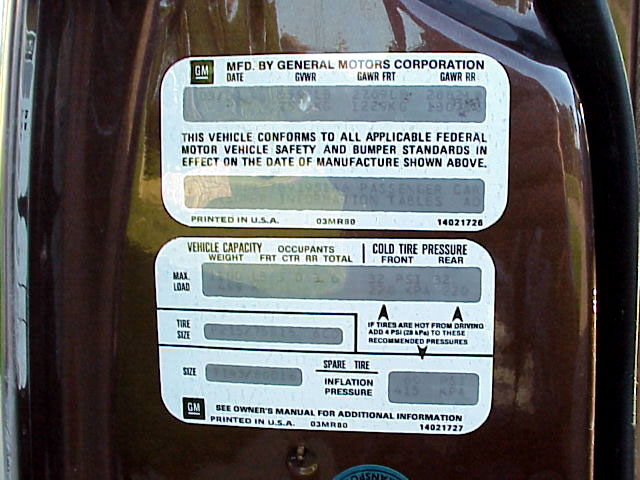 GM MFD. BY GENERAL MOTORS CORPORATION
DATE GVWR GAWR FRT GAWR RR
THIS VEHICLE CONFORMS TO ALL APPLICABLE FEDERAL
MOTOR VEHICLE SAFETY AND BUMPER STANDARDS IN
EFFECT ON THE DATE OF MANUFACTURE SHOWN ABOVE.
PASSENGER CAR
INFORMATION TABLES
PRINTED IN U.S.A. 03MR80 14021726
VEHICLE CAPACITY OCCUPANTS COLD TIRE PRESSURE
WEIGHT FRT CTR RR TOTAL FRONT REAR
MAX.
LOAD
TIRE
SIZE
IF TIRES ARE HOT FROM DRIVING
ADD 4 PSI (28 kPa) TO THESE
RECOMMENDED PRESSURES
SPARE TIRE
SIZE
INFLATION PSI
PRESSURE KPA
GM SEE OWNER'S MANUAL FOR ADDITIONAL INFORMATION
PRINTED IN U.S.A. 03MR80 14021727